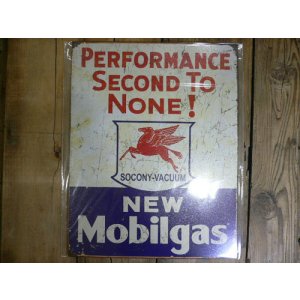 PERFORMANCE
SECOND TO
NONE!
SOCONY-VACUUM
NEW
Mobilgas